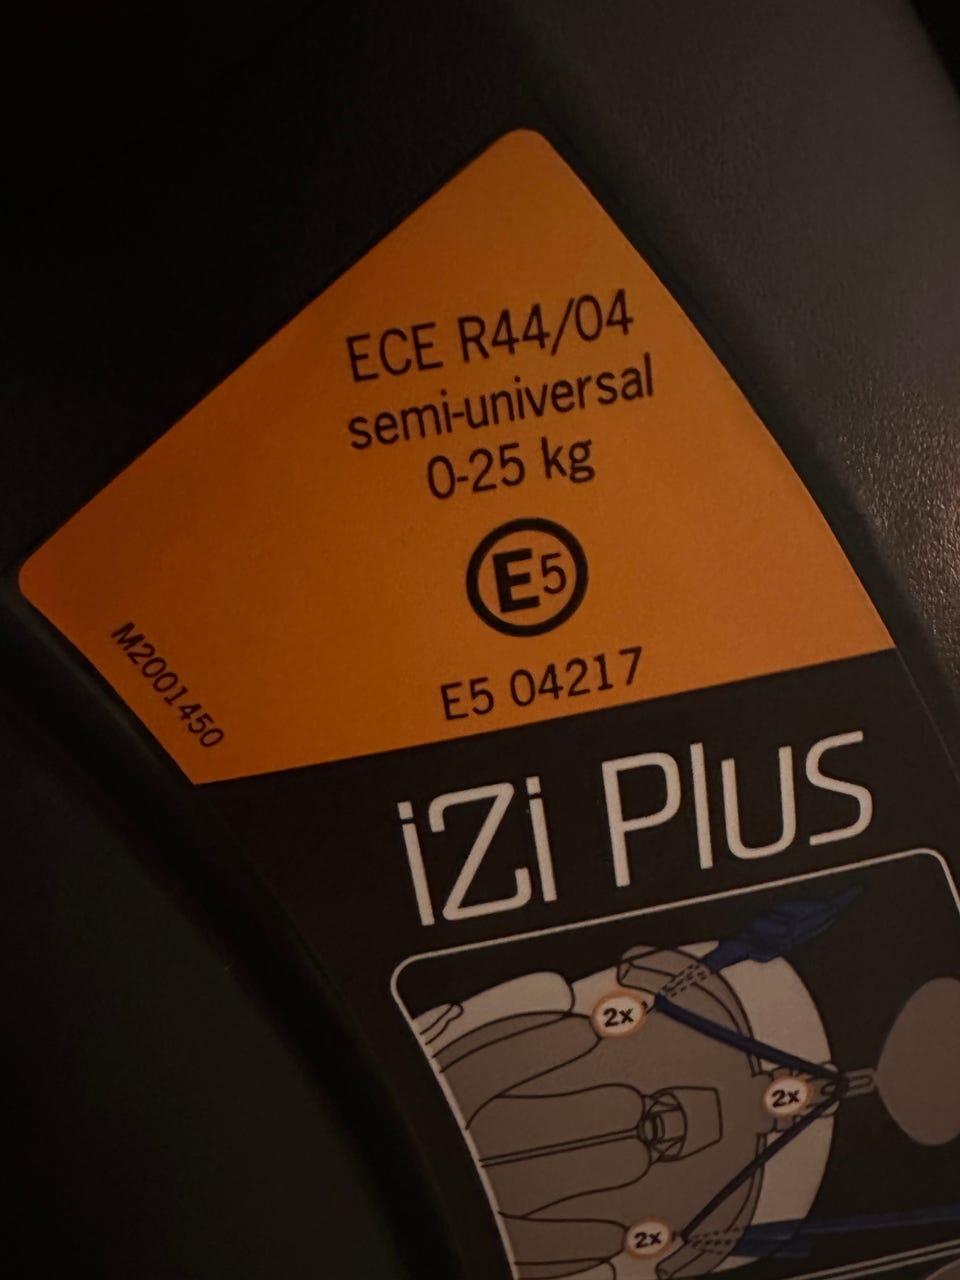 ECE R44/04
semi-universal
0-25 kg
E5
E5 04217
M2001450
iZi Plus
2x
2x
2x